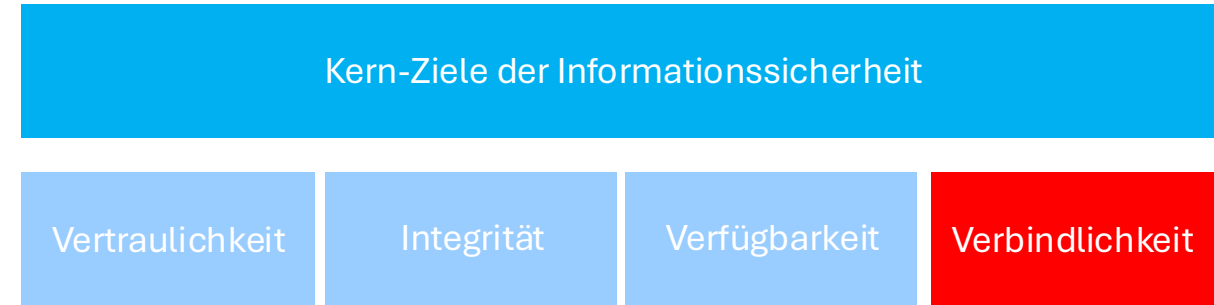 Kern-Ziele der Informationssicherheit
Vertraulichkeit
Integrität
Verfügbarkeit
Verbindlichkeit